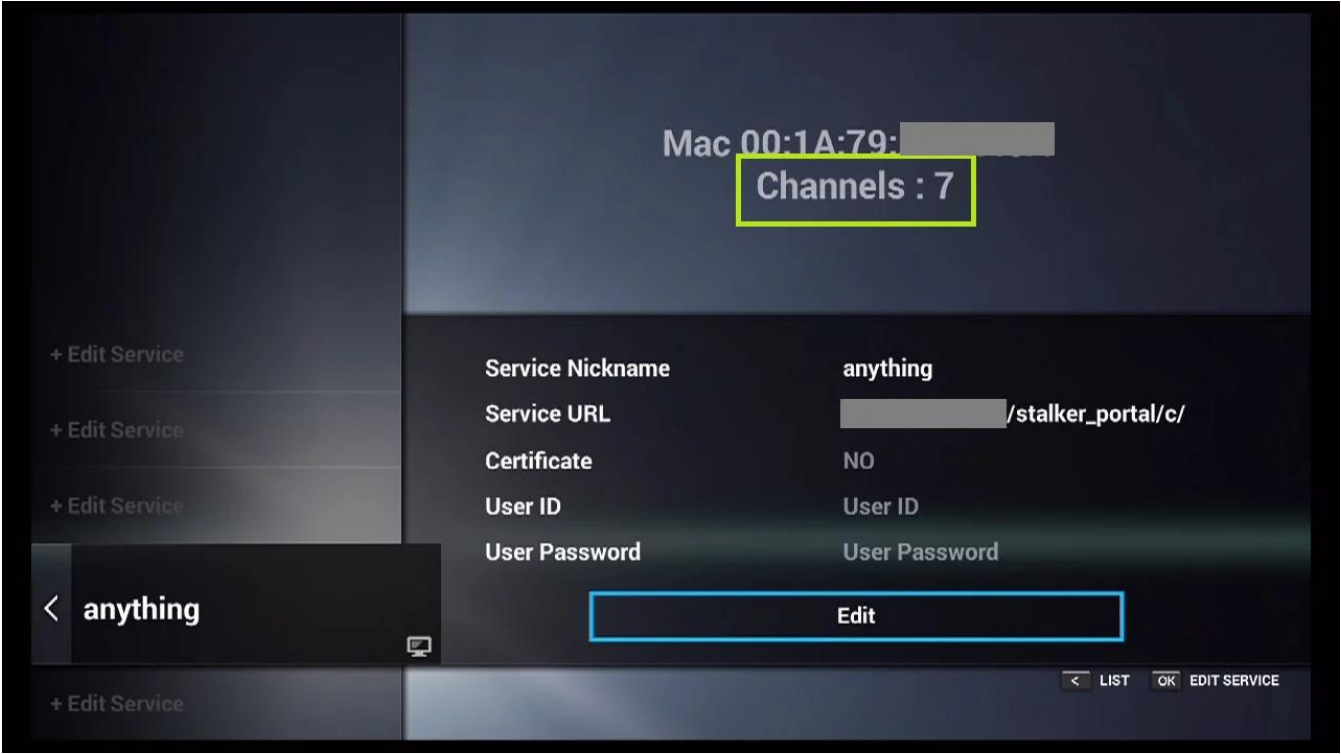 Mac 00:1A:79:
Channels : 7
+ Edit Service
+ Edit Service
+ Edit Service
< anything
+ Edit Service
Service Nickname anything
Service URL /stalker_portal/c/
Certificate NO
User ID User ID
User Password User Password
Edit
< LIST OK EDIT SERVICE